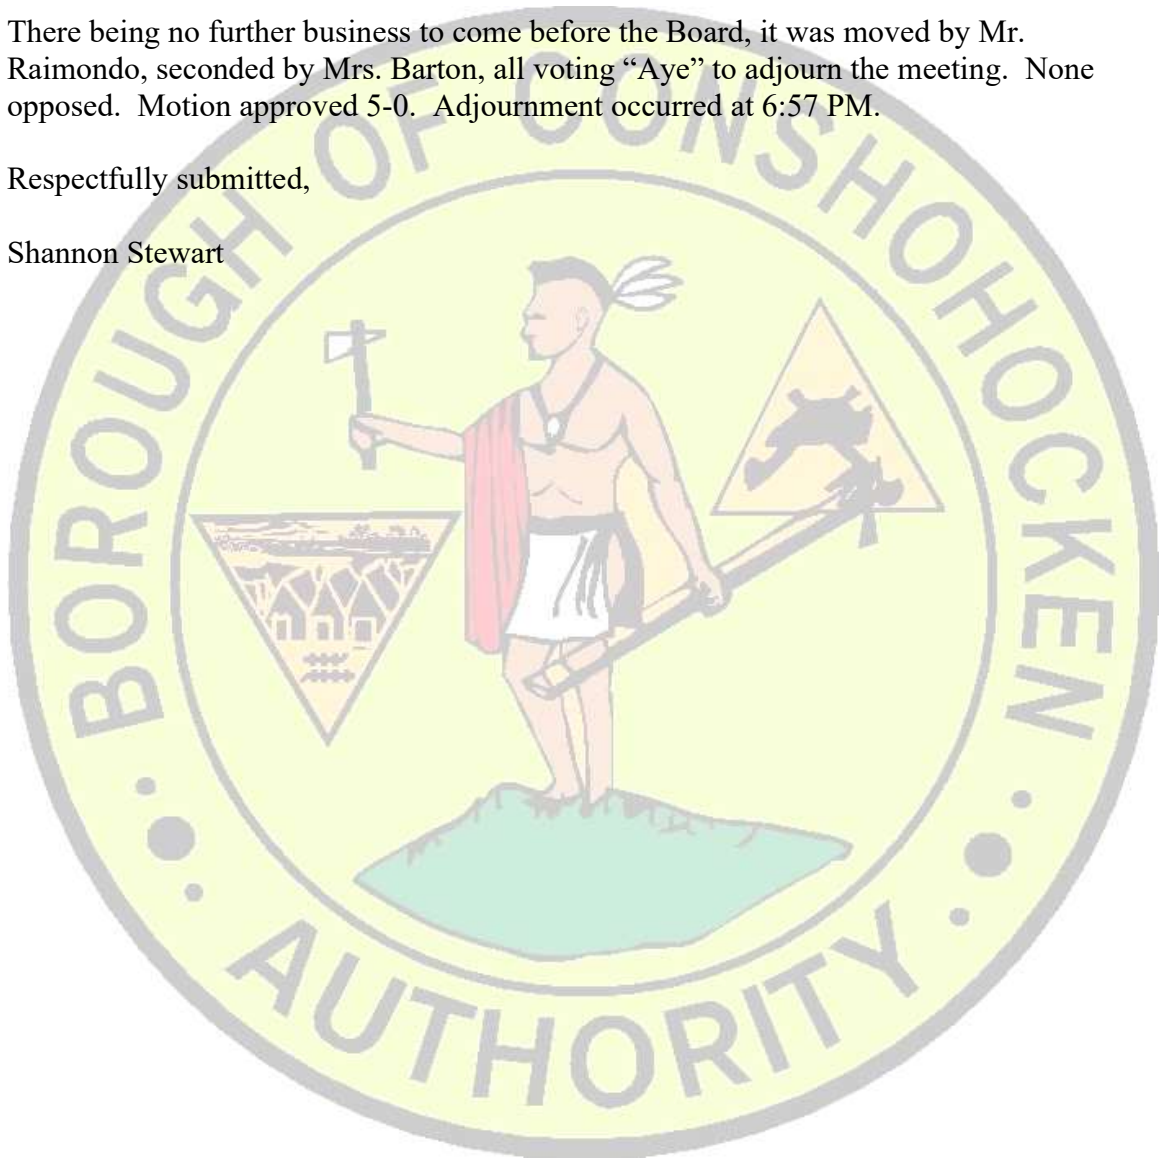 There being no further business to come before the Board, it was moved by Mr.
Raimondo, seconded by Mrs. Barton, all voting “Aye” to adjourn the meeting.  None
opposed.  Motion approved 5-0.  Adjournment occurred at 6:57 PM.
Respectfully submitted,
Shannon Stewart
BOROUGH OF CONSHOHOCKEN
AUTHORITY